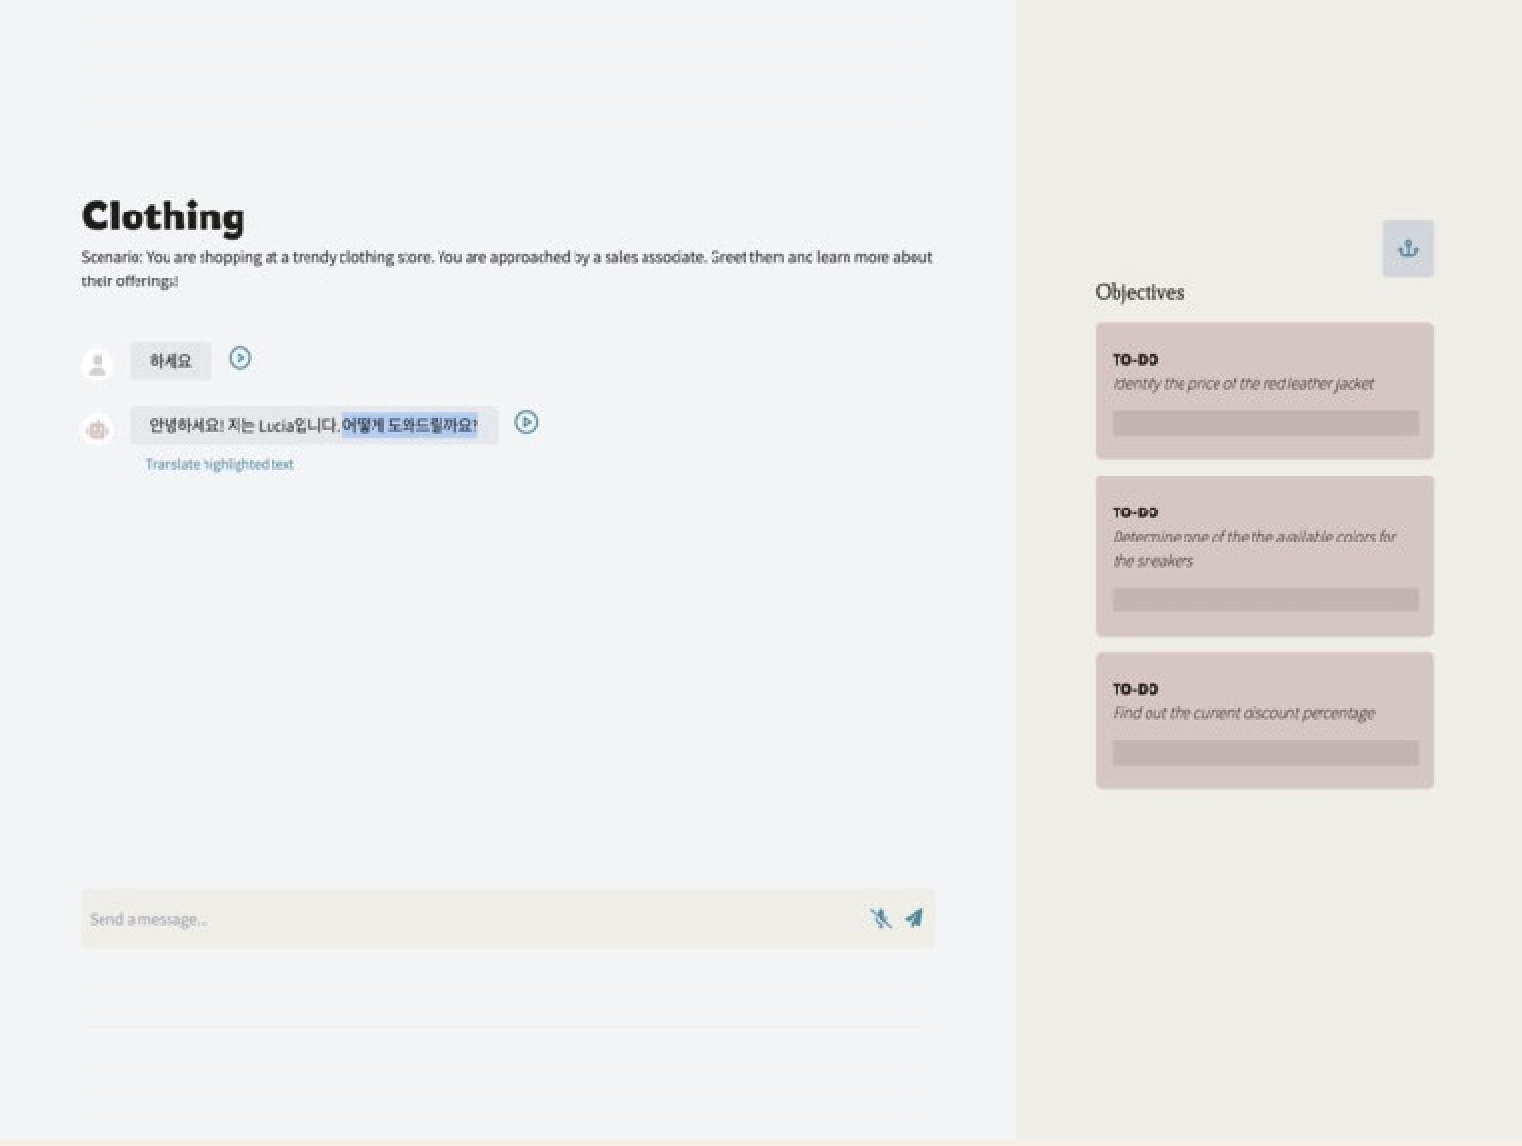 Clothing
Scenario: You are shopping at a trendy clothing store. You are approached by a sales associate. Greet them and learn more about
their offerings!
하세요
안녕하세요! 저는 Lucia입니다. 어떻게 도와드릴까요?
Translate highlighted text
Send a message...
Objectives
TO-DO
Identify the price of the red leather jacket
TO-DO
Determine one of the the available colors for
the sneakers
TO-DO
Find out the current discount percentage